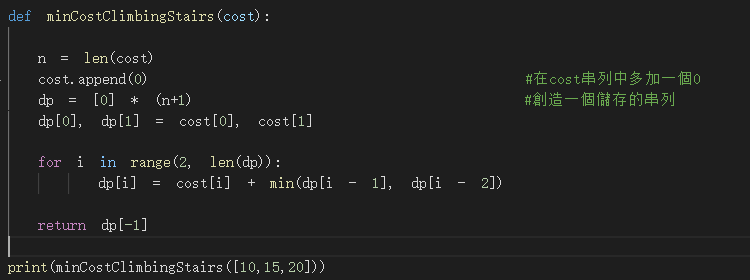 def minCostClimbingStairs(cost):
n = len(cost)
cost.append(0) #在cost串列中多加一個0
dp = [0] * (n+1) #創造一個儲存的串列
dp[0], dp[1] = cost[0], cost[1]
for i in range(2, len(dp)):
dp[i] = cost[i] + min(dp[i - 1], dp[i - 2])
return dp[-1]
print(minCostClimbingStairs([10,15,20]))